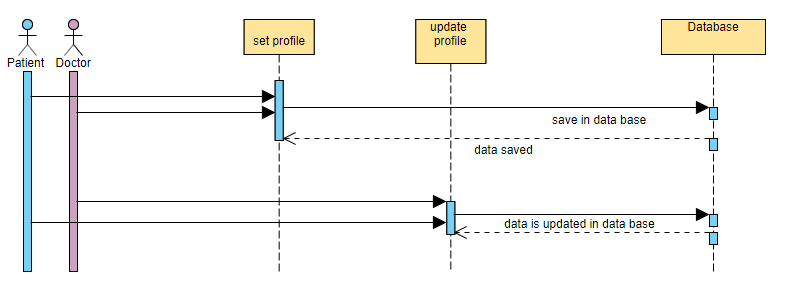 Patient
Doctor
set profile
update
profile
Database
save in data base
data saved
data is updated in data base